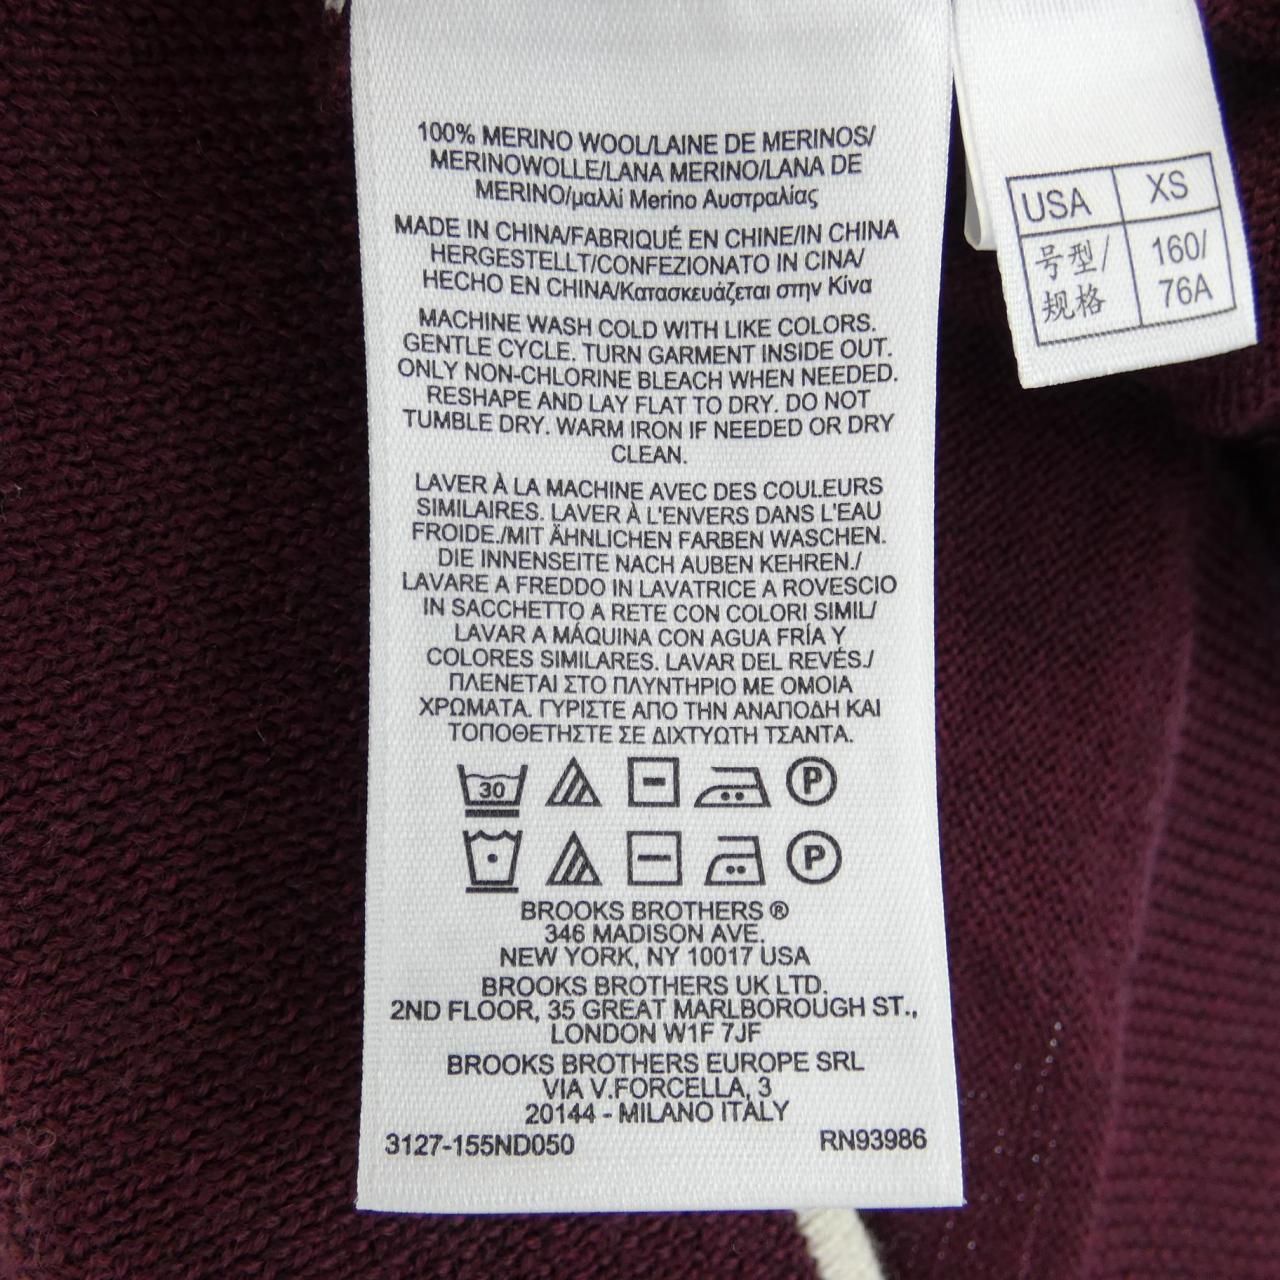 100% MERINO WOOL/LAINE DE MERINOS/
MERINOWOLLE/LANA MERINO/LANA DE
MERINO/μαλλί Merino Αυστραλίας
MADE IN CHINA/FABRIQUÉ EN CHINE/IN CHINA
HERGESTELLT/CONFEZIONATO IN CINA/
HECHO EN CHINA/Κατασκευάζεται στην Κίνα
MACHINE WASH COLD WITH LIKE COLORS.
GENTLE CYCLE. TURN GARMENT INSIDE OUT.
ONLY NON-CHLORINE BLEACH WHEN NEEDED.
RESHAPE AND LAY FLAT TO DRY. DO NOT
TUMBLE DRY. WARM IRON IF NEEDED OR DRY
CLEAN.
LAVER À LA MACHINE AVEC DES COULEURS
SIMILAIRES. LAVER À L'ENVERS DANS L'EAU
FROIDE./MIT ÄHNLICHEN FARBEN WASCHEN.
DIE INNENSEITE NACH AUBEN KEHREN./
LAVARE A FREDDO IN LAVATRICE A ROVESCIO
IN SACCHETTO A RETE CON COLORI SIMIL/
LAVAR A MÁQUINA CON AGUA FRÍA Y
COLORES SIMILARES. LAVAR DEL REVÉS./
ΠΛΕΝΕΤΑΙ ΣΤΟ ΠΛΥΝΤΗΡΙΟ ΜΕ ΟΜΟΙΑ
ΧΡΩΜΑΤΑ. ΓΥΡΙΣΤΕ ΑΠΟ ΤΗΝ ΑΝΑΠΟΔΗ ΚΑΙ
ΤΟΠΟΘΕΤΗΣΤΕ ΣΕ ΔΙΧΤΥΩΤΗ ΤΣΑΝΤΑ.
30 P
P
BROOKS BROTHERS ®
346 MADISON AVE.
NEW YORK, NY 10017 USA
BROOKS BROTHERS UK LTD.
2ND FLOOR, 35 GREAT MARLBOROUGH ST.,
LONDON W1F 7JF
BROOKS BROTHERS EUROPE SRL
VIA V.FORCELLA, 3
20144 - MILANO ITALY
3127-155ND050 RN93986
USA XS
号型/ 160/
规格 76A